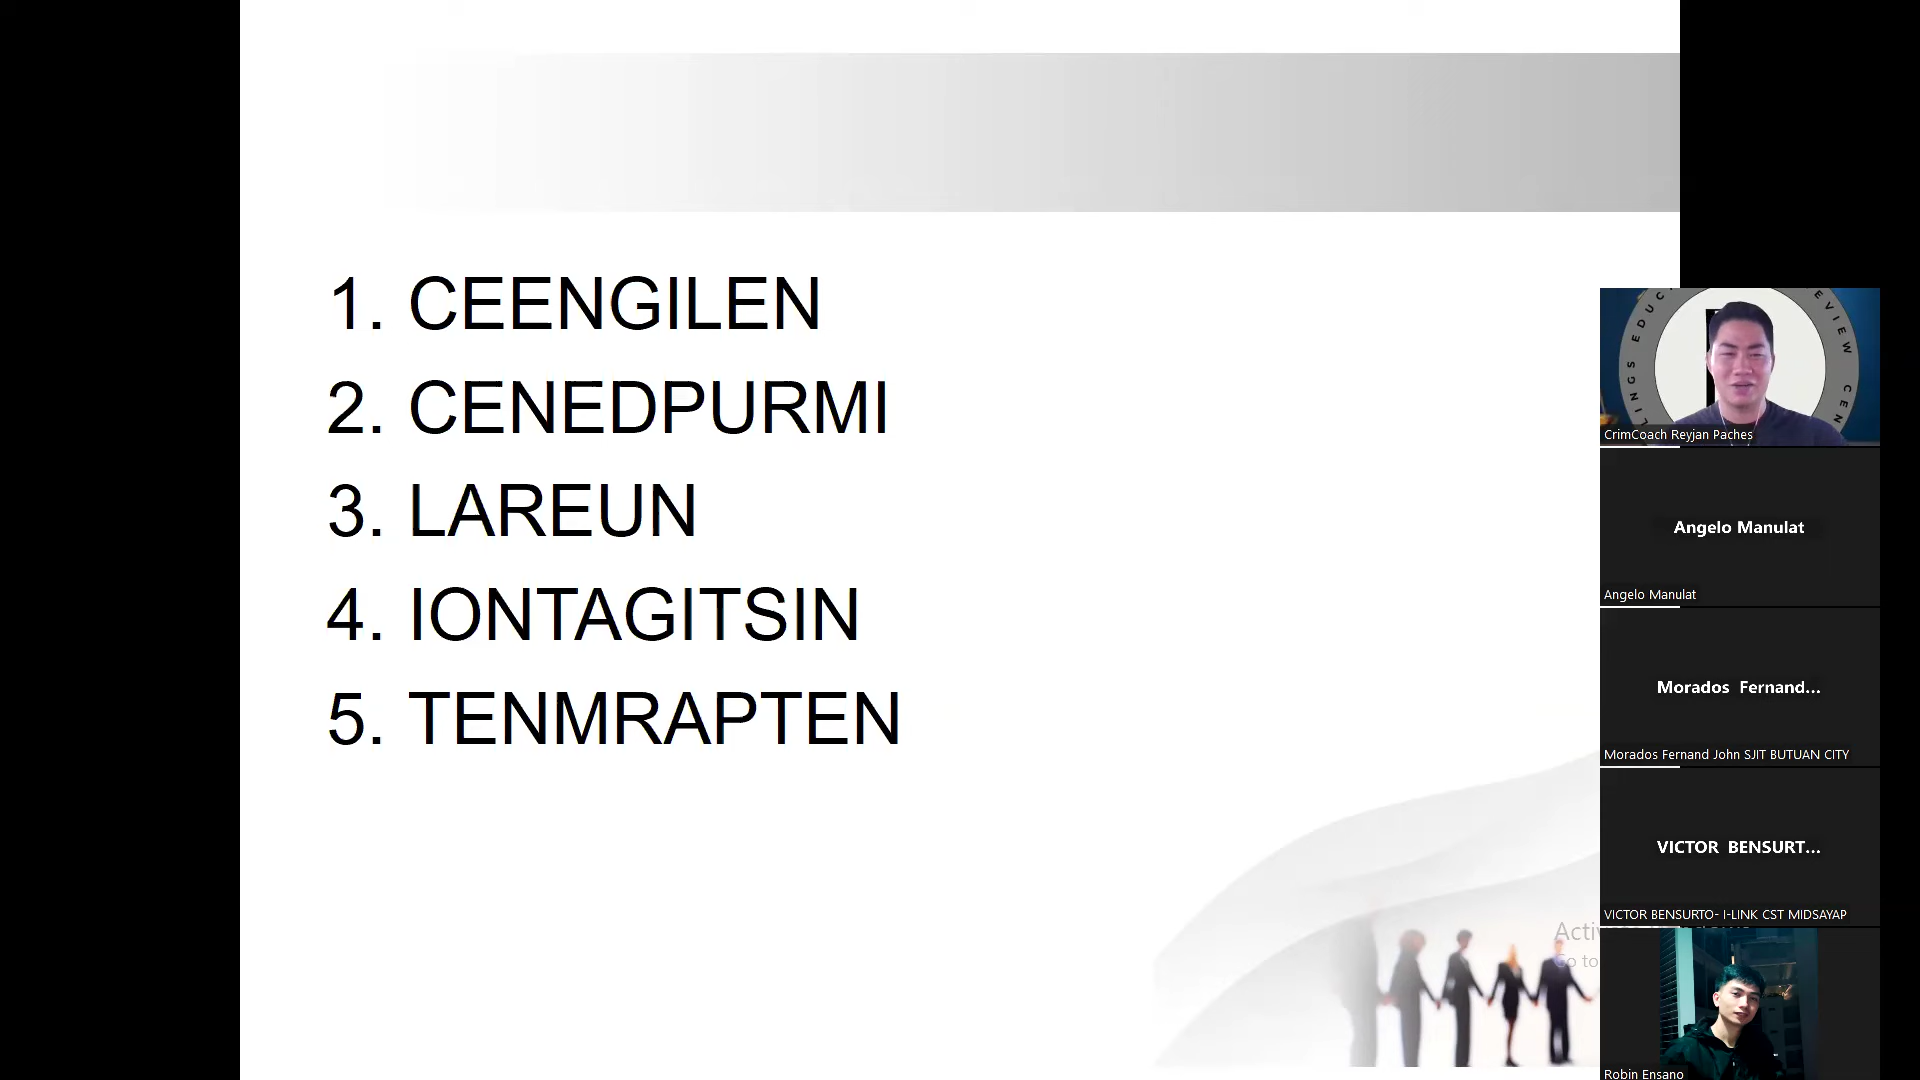 1. CEENGILEN
2. CENEDPURMI
3. LAREUN
4. IONTAGITSIN
5. TENMRAPTEN
CrimCoach Reyjan Paches
Angelo Manulat
Angelo Manulat
Morados Fernand...
Morados Fernand John SJIT BUTUAN CITY
VICTOR BENSURT...
VICTOR BENSURTO- I-LINK CST MIDSAYAP
Robin Ensano